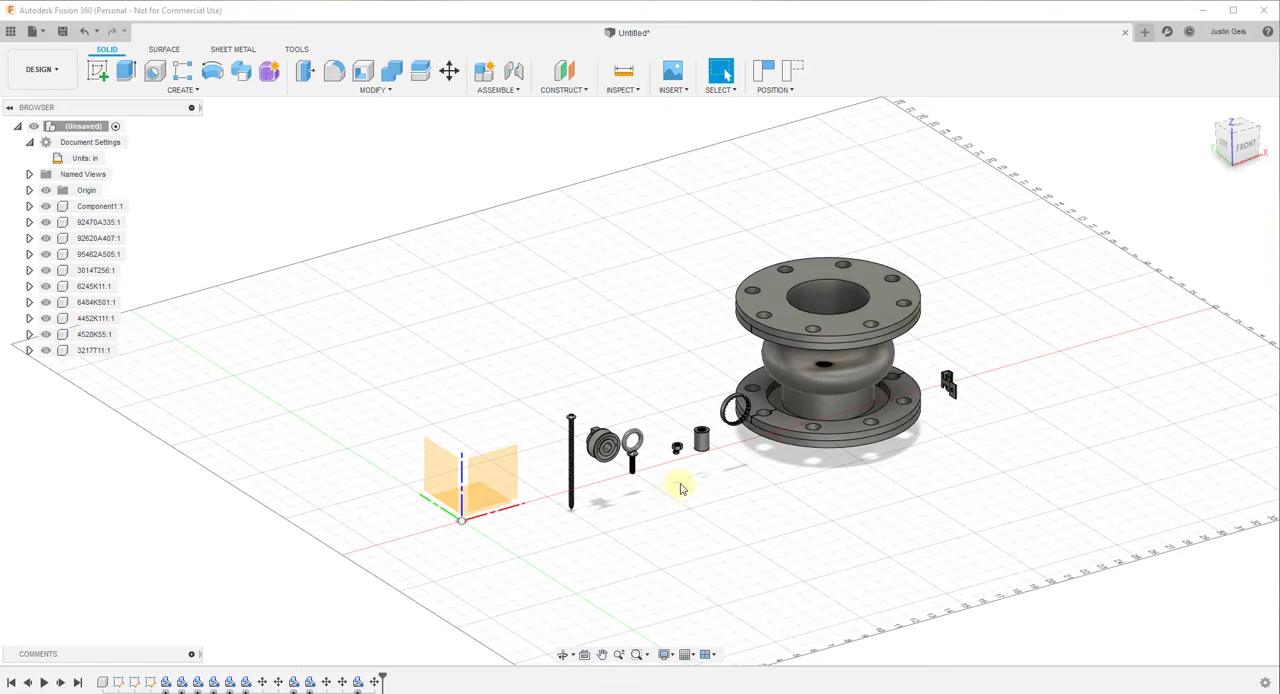 Autodesk Fusion 360 (Personal - Not for Commercial Use)
Untitled*
Justin Geis
DESIGN
SOLID SURFACE SHEET METAL TOOLS
CREATE MODIFY ASSEMBLE CONSTRUCT INSPECT INSERT SELECT POSITION
BROWSER
(Unsaved)
Document Settings
Units: in
Named Views
Origin
Component1:1
92470A335:1
92620A407:1
95462A505:1
3014T256:1
6245K11:1
6484K501:1
4452K111:1
4528K55:1
3217T11:1
Z
LEFT FRONT
X
COMMENTS